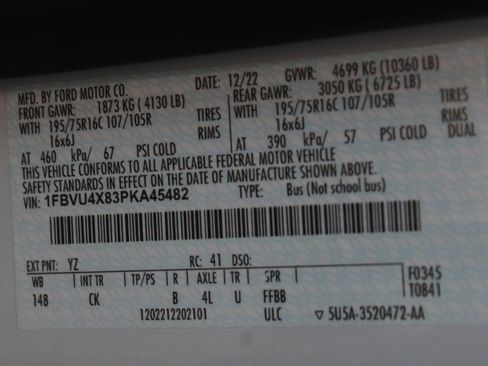 MFD. BY FORD MOTOR CO.
DATE: 12/22 GVWR: 4699 KG (10360 LB)
FRONT GAWR: 1873 KG (4130 LB) REAR GAWR: 3050 KG (6725 LB)
WITH 195/75R16C 107/105R TIRES WITH 195/75R16C 107/105R TIRES
16x6J RIMS 16x6J RIMS
AT 460 kPa/ 67 PSI COLD AT 390 kPa/ 57 PSI COLD DUAL
THIS VEHICLE CONFORMS TO ALL APPLICABLE FEDERAL MOTOR VEHICLE
SAFETY STANDARDS IN EFFECT ON THE DATE OF MANUFACTURE SHOWN ABOVE.
VIN: 1FBVU4X83PKA45482 TYPE: Bus (Not school bus)
EXT PNT: YZ RC: 41 DSO:
WB INT TR TP/PS R AXLE TR SPR F0345
148 CK B 4L U FFBB T0841
1202212202101 ULC ▽ 5U5A-3520472-AA